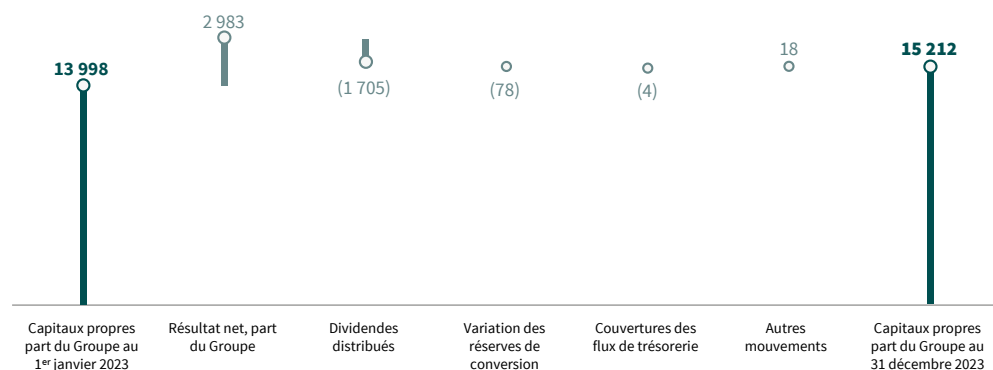 2 983
13 998
(1 705)
(78)
(4)
18
15 212
Capitaux propres
part du Groupe au
1er janvier 2023
Résultat net, part
du Groupe
Dividendes
distribués
Variation des
réserves de
conversion
Couvertures des
flux de trésorerie
Autres
mouvements
Capitaux propres
part du Groupe au
31 décembre 2023